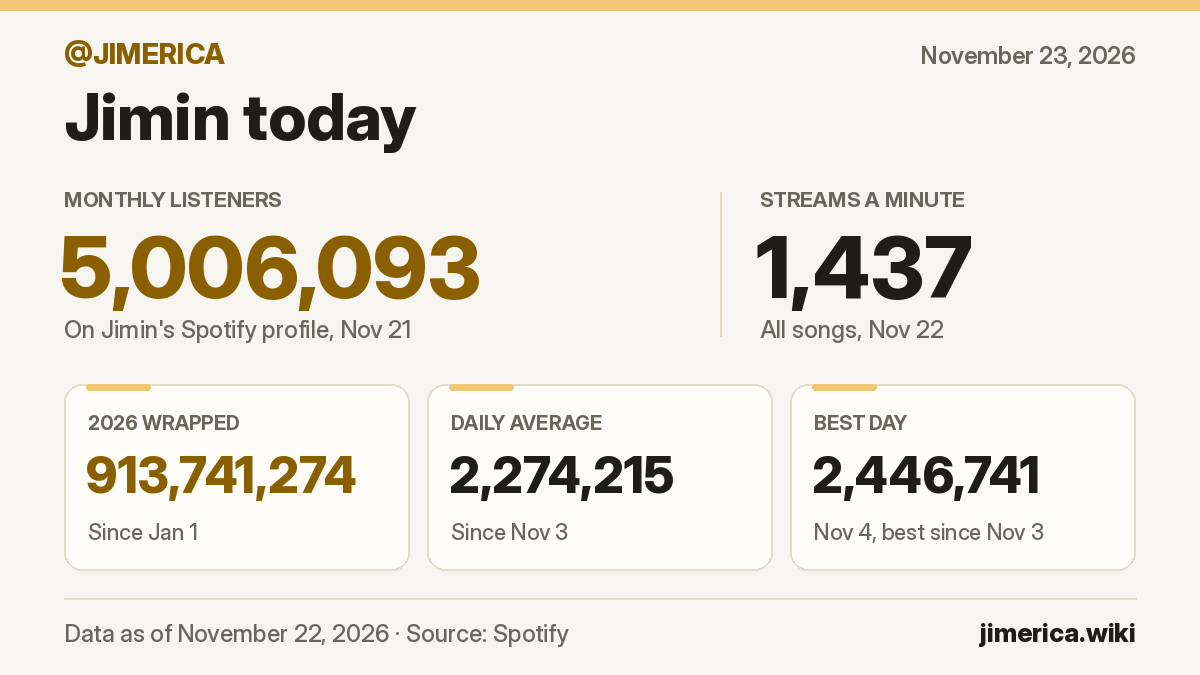 @JIMERICA
November 23, 2026
Jimin today
MONTHLY LISTENERS
5,006,093
On Jimin's Spotify profile, Nov 21
STREAMS A MINUTE
1,437
All songs, Nov 22
2026 WRAPPED
913,741,274
Since Jan 1
DAILY AVERAGE
2,274,215
Since Nov 3
BEST DAY
2,446,741
Nov 4, best since Nov 3
Data as of November 22, 2026 · Source: Spotify
jimerica.wiki